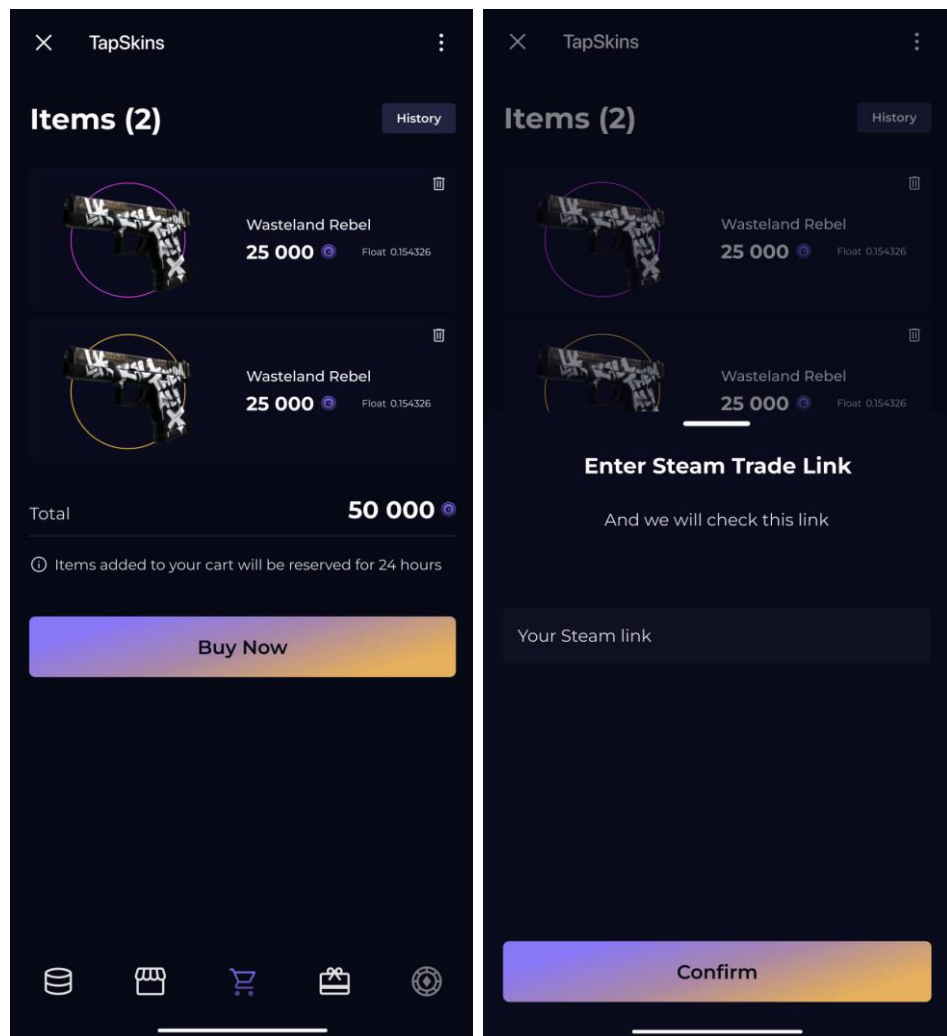 TapSkins
Items (2)
History
Wasteland Rebel
25 000
Float 0.154326
Wasteland Rebel
25 000
Float 0.154326
Total
50 000
Items added to your cart will be reserved for 24 hours
Buy Now
TapSkins
Items (2)
History
Wasteland Rebel
25 000
Float 0.154326
Wasteland Rebel
25 000
Float 0.154326
Enter Steam Trade Link
And we will check this link
Your Steam link
Confirm